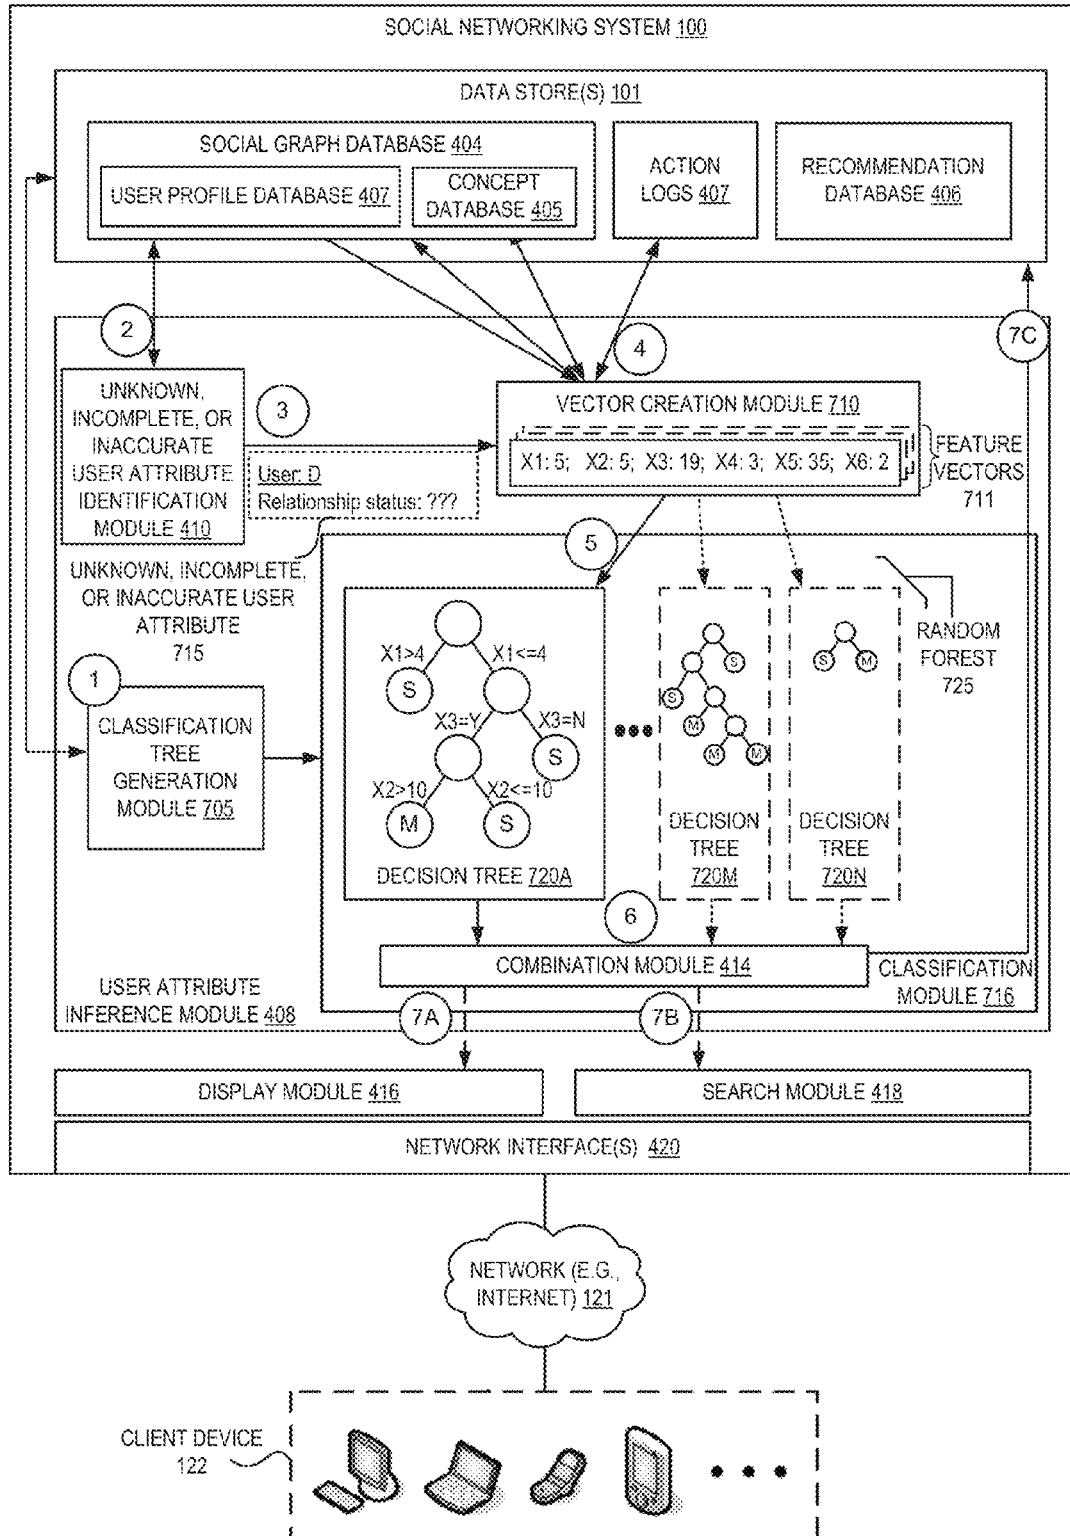 SOCIAL NETWORKING SYSTEM 100
DATA STORE(S) 101
SOCIAL GRAPH DATABASE 404
USER PROFILE DATABASE 407
CONCEPT
DATABASE 405
ACTION
LOGS 407
RECOMMENDATION
DATABASE 406
2
4
7C
UNKNOWN,
INCOMPLETE, OR
INACCURATE
USER ATTRIBUTE
IDENTIFICATION
MODULE 410
3
VECTOR CREATION MODULE 710
X1: 5; X2: 5; X3: 19; X4: 3; X5: 35; X6: 2
FEATURE
VECTORS
711
User: D
Relationship status: ???
UNKNOWN, INCOMPLETE,
OR INACCURATE USER
ATTRIBUTE
715
5
RANDOM
FOREST
725
1
CLASSIFICATION
TREE
GENERATION
MODULE 705
X1>4
X1<=4
S
X3=Y
X3=N
S
X2>10
X2<=10
M
S
DECISION TREE 720A
S
S
M
M
M
DECISION
TREE
720M
S
M
DECISION
TREE
720N
6
COMBINATION MODULE 414
CLASSIFICATION
MODULE 716
USER ATTRIBUTE
INFERENCE MODULE 408
7A
7B
DISPLAY MODULE 416
SEARCH MODULE 418
NETWORK INTERFACE(S) 420
NETWORK (E.G.,
INTERNET) 121
CLIENT DEVICE
122